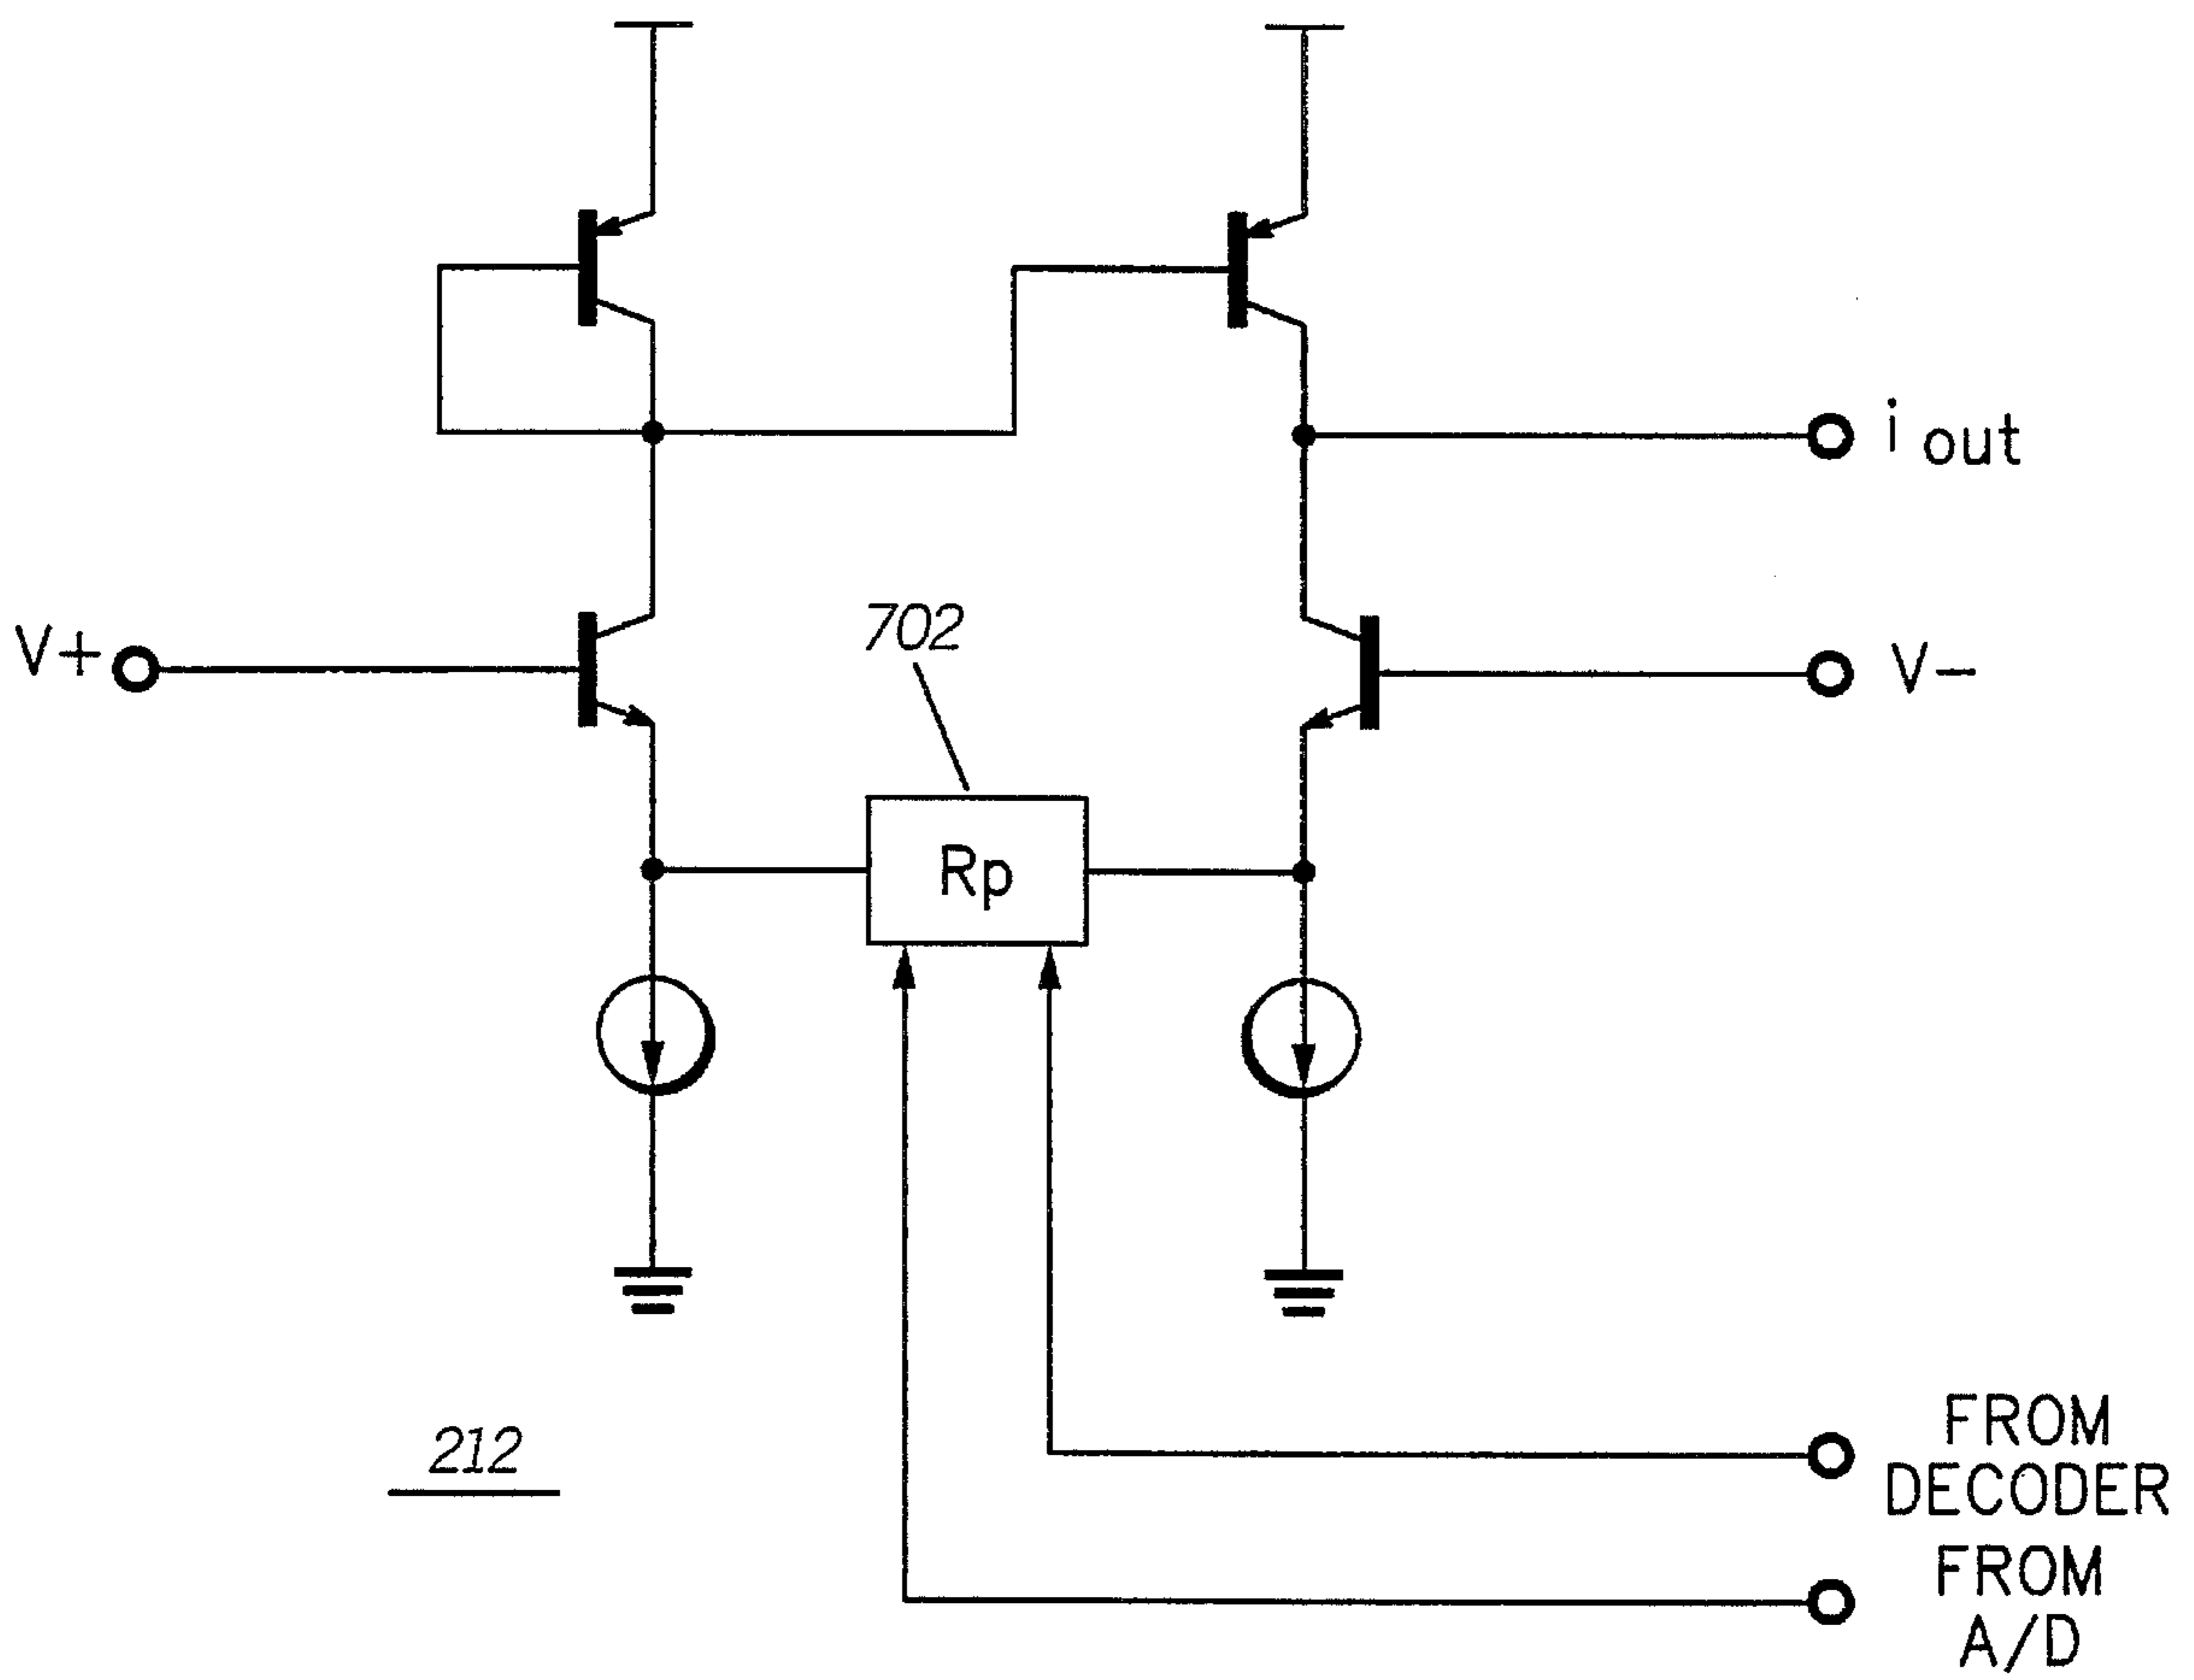 i out
702
V+
V-
Rp
212
FROM
DECODER
FROM
A/D